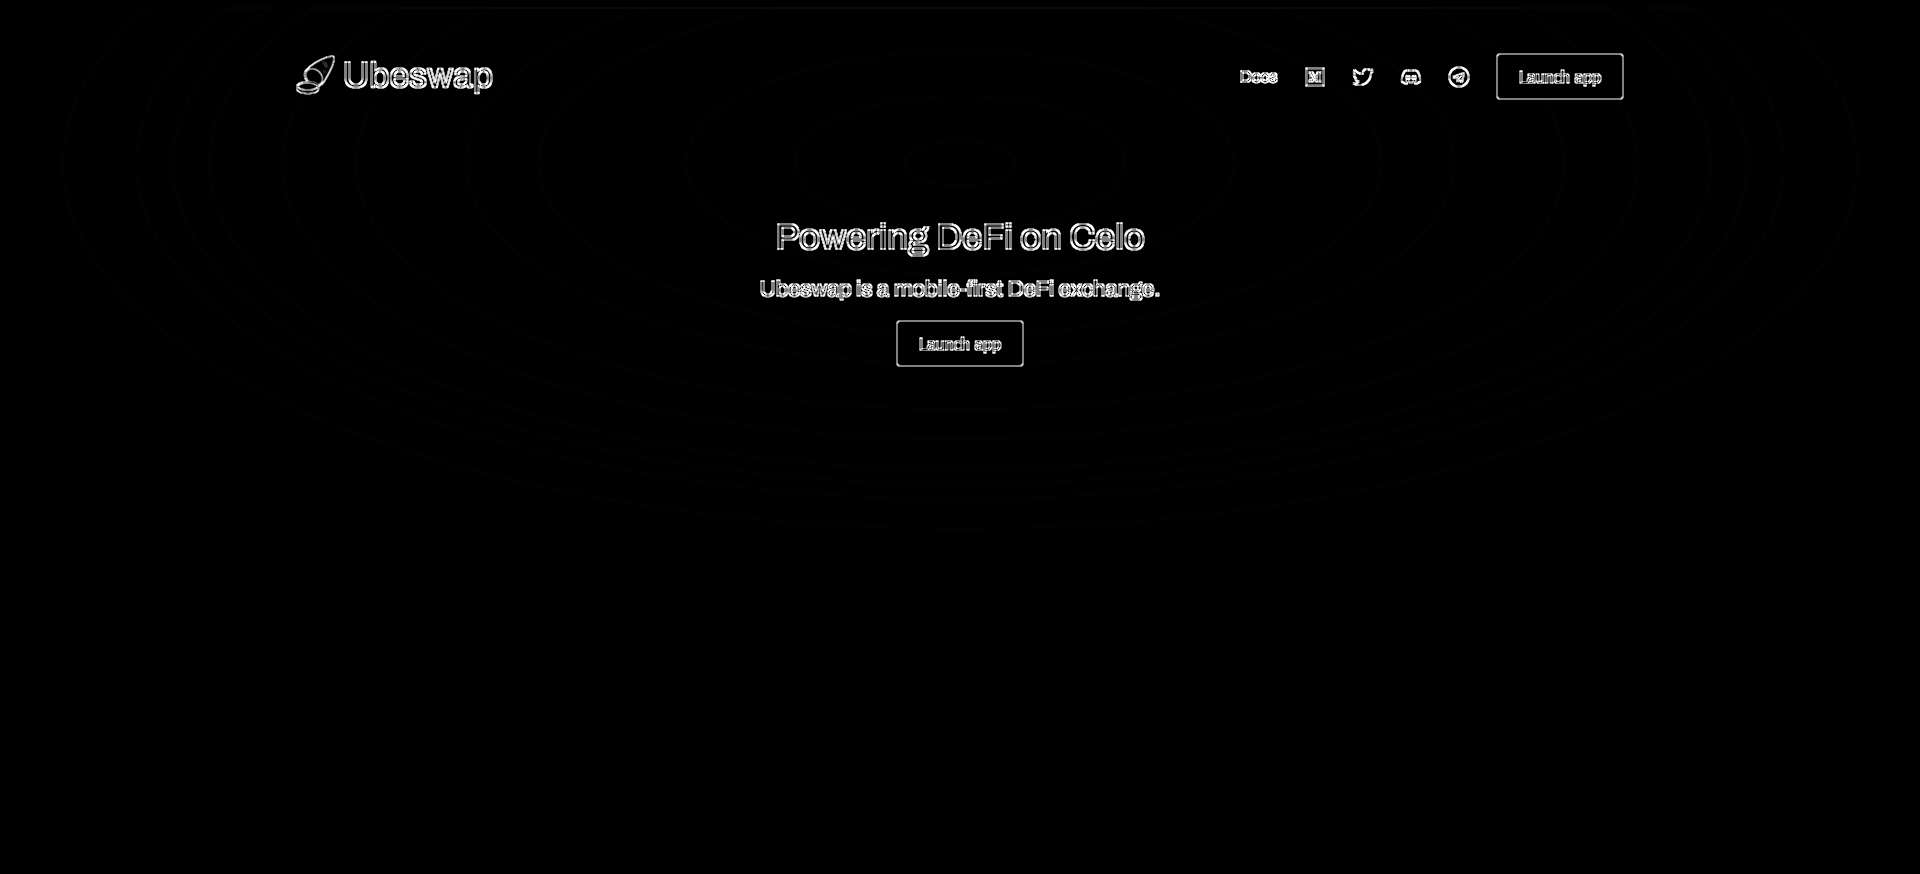 Ubeswap
Docs
Launch app
Powering DeFi on Celo
Ubeswap is a mobile-first DeFi exchange.
Launch app